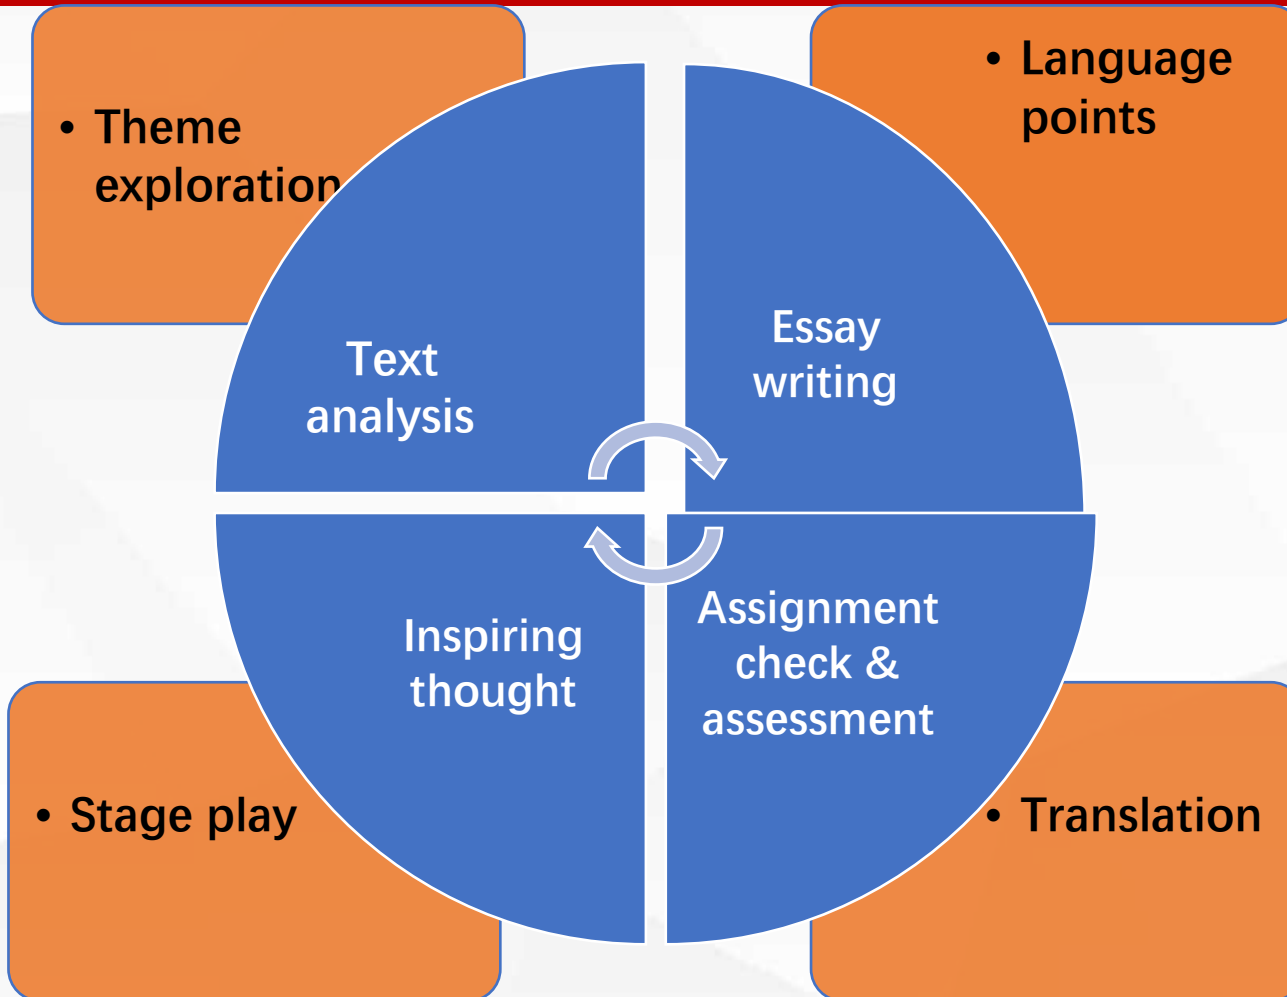 • Theme
exploration
• Language
points
Text
analysis
Essay
writing
Inspiring
thought
Assignment
check &
assessment
• Stage play
• Translation